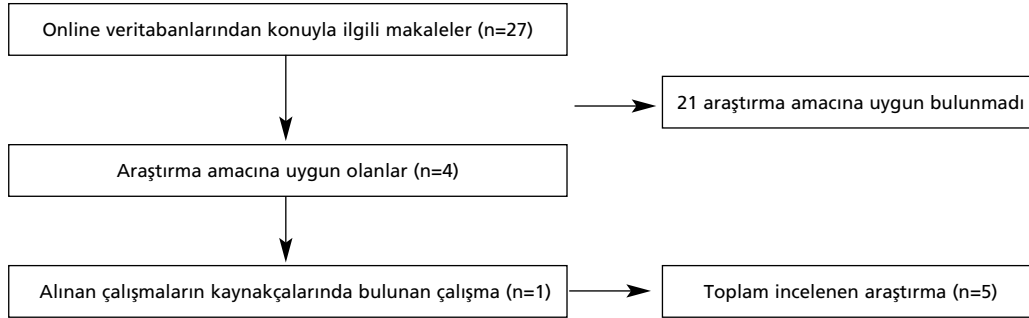 Online veritabanlarından konuyla ilgili makaleler (n=27)
21 araştırma amacına uygun bulunmadı
Araştırma amacına uygun olanlar (n=4)
Alınan çalışmaların kaynakçalarında bulunan çalışma (n=1)
Toplam incelenen araştırma (n=5)